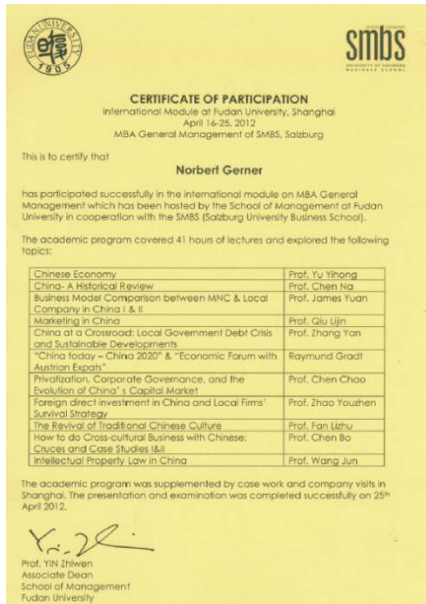 FUDAN UNIVERSITY
1905
smbs
UNIVERSITY OF SALZBURG
BUSINESS SCHOOL
CERTIFICATE OF PARTICIPATION
International Module at Fudan University, Shanghai
April 16-25, 2012
MBA General Management of SMBS, Salzburg
This is to certify that
Norbert Gerner
has participated successfully in the international module on MBA General
Management which has been hosted by the School of Management at Fudan
University in cooperation with the SMBS (Salzburg University Business School).
The academic program covered 41 hours of lectures and explored the following
topics:
Chinese Economy Prof. Yu Yihong
China- A Historical Review Prof. Chen Na
Business Model Comparison between MNC & Local Prof. James Yuan
Company in China I & II
Marketing in China Prof. Qiu Lijin
China at a Crossroad: Local Government Debt Crisis Prof. Zhang Yan
and Sustainable Developments
"China today – China 2020" & "Economic Forum with Raymund Gradt
Austrian Expats"
Privatization, Corporate Governance, and the Prof. Chen Chao
Evolution of China' s Capital Market
Foreign direct investment in China and Local Firms' Prof. Zhao Youzhen
Survival Strategy
The Revival of Traditional Chinese Culture Prof. Fan Lizhu
How to do Cross-cultural Business with Chinese: Prof. Chen Bo
Cruces and Case Studies I&II
Intellectual Property Law in China Prof. Wang Jun
The academic program was supplemented by case work and company visits in
Shanghai. The presentation and examination was completed successfully on 25th
April 2012.
Prof. YIN Zhiwen
Associate Dean
School of Management
Fudan University